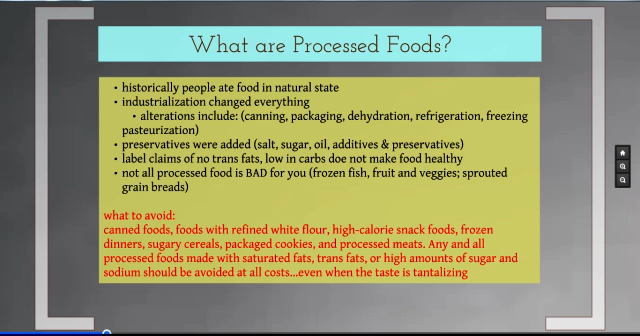 What are Processed Foods?
• historically people ate food in natural state
• industrialization changed everything
• alterations include: (canning, packaging, dehydration, refrigeration, freezing
pasteurization)
• preservatives were added (salt, sugar, oil, additives & preservatives)
• label claims of no trans fats, low in carbs doe not make food healthy
• not all processed food is BAD for you (frozen fish, fruit and veggies; sprouted
grain breads)
what to avoid:
canned foods, foods with refined white flour, high-calorie snack foods, frozen
dinners, sugary cereals, packaged cookies, and processed meats. Any and all
processed foods made with saturated fats, trans fats, or high amounts of sugar and
sodium should be avoided at all costs...even when the taste is tantalizing